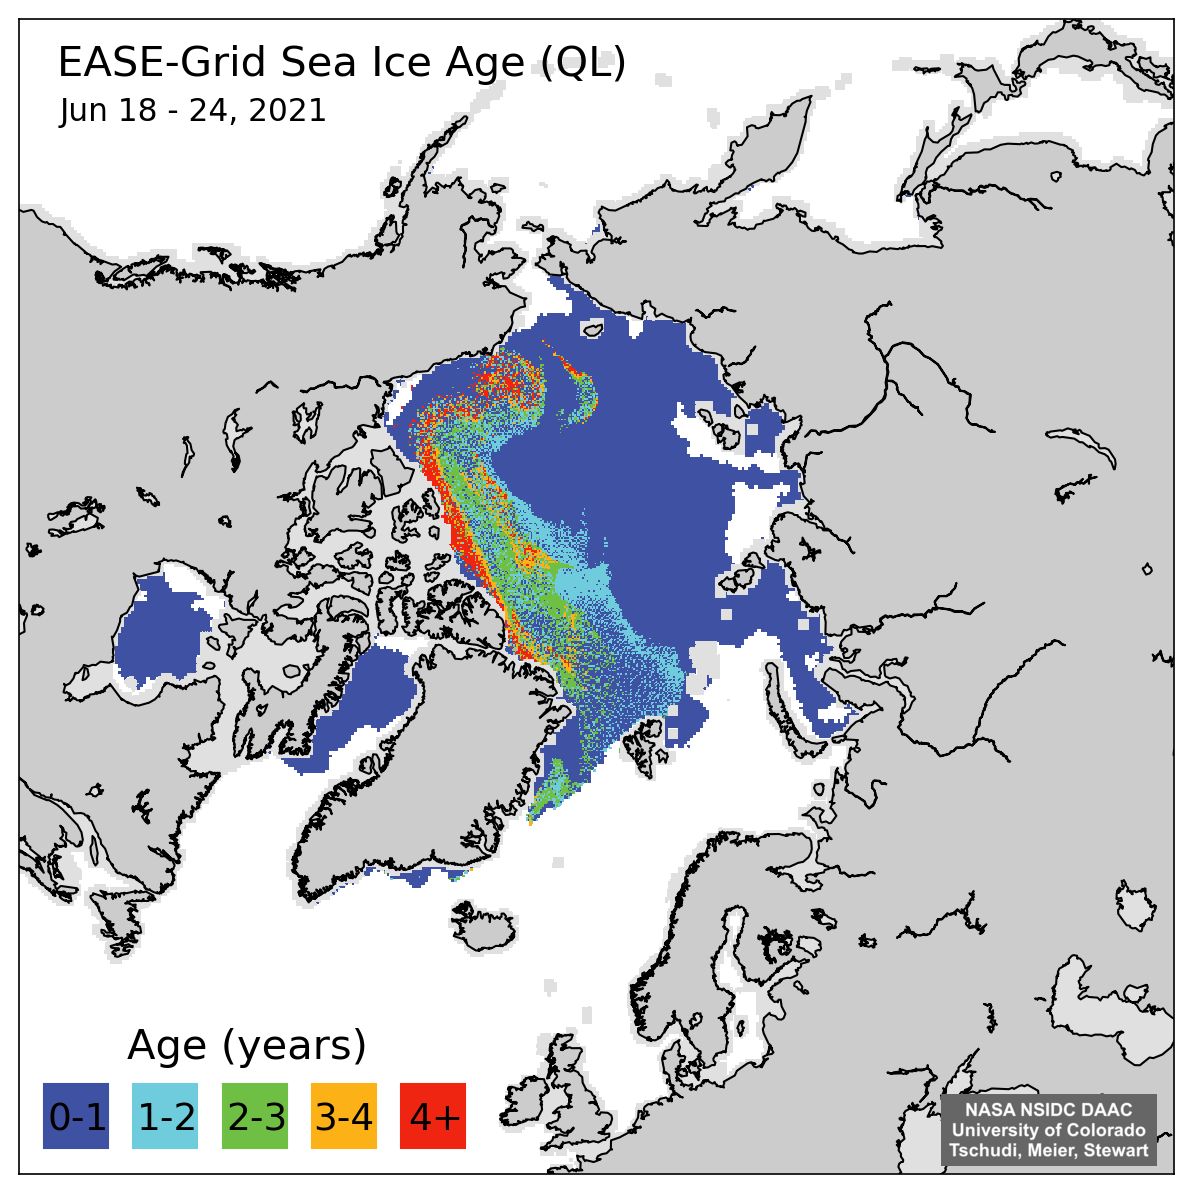 EASE-Grid Sea Ice Age (QL)
Jun 18 - 24, 2021
Age (years)
0-1 1-2 2-3 3-4 4+
NASA NSIDC DAAC
University of Colorado
Tschudi, Meier, Stewart